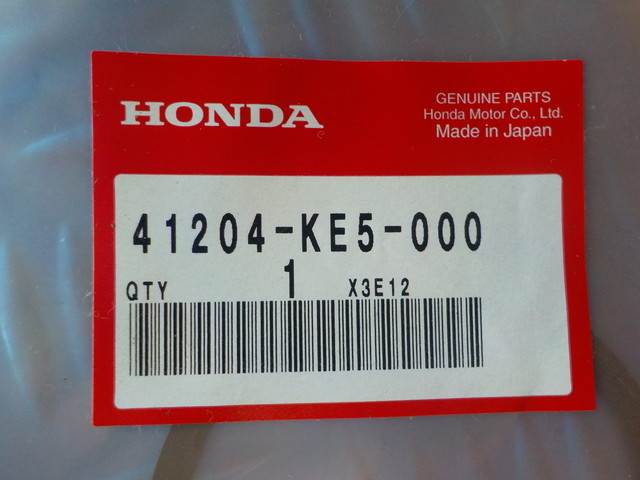 HONDA
GENUINE PARTS
Honda Motor Co., Ltd.
Made in Japan
41204-KE5-000
QTY 1 X3E12